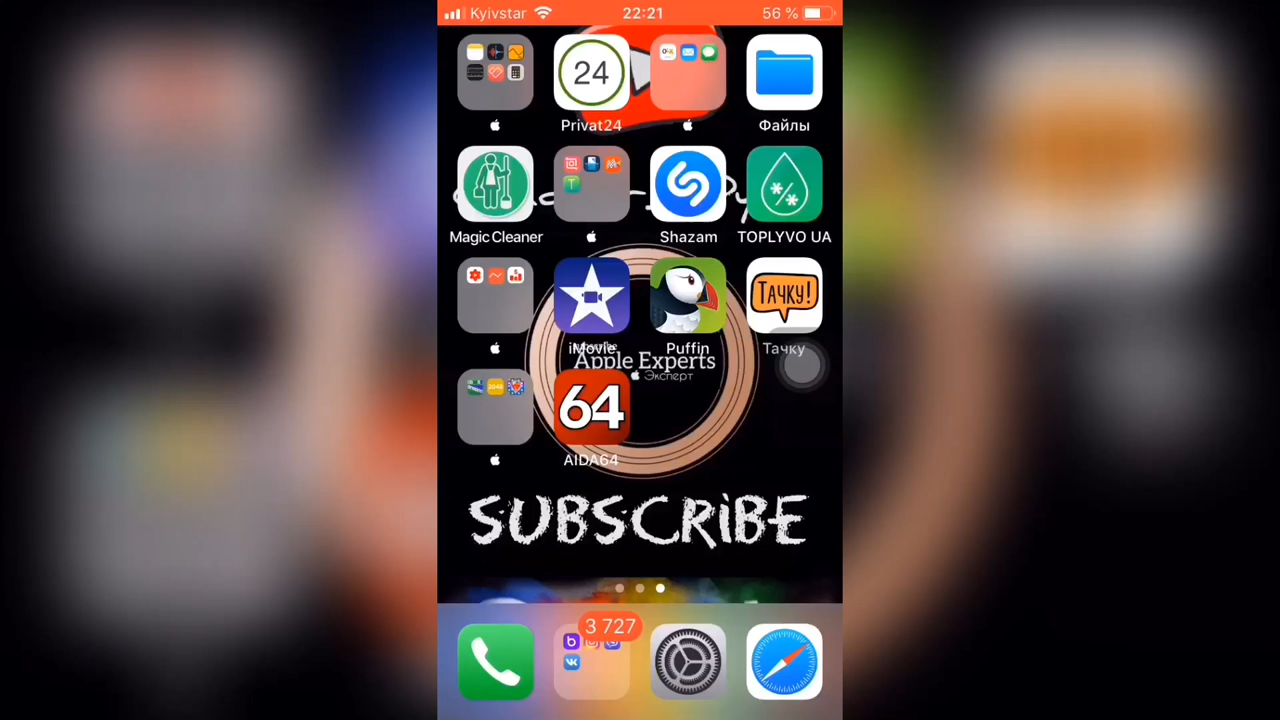 Kyivstar 22:21 56 %
24
Privat24
Файлы
Magic Cleaner
Shazam
TOPLYVO UA
ТАЧКУ!
iMovie
Puffin
Тачку
Apple Experts
Эксперт
64
AIDA64
SUBSCRiBE
3 727